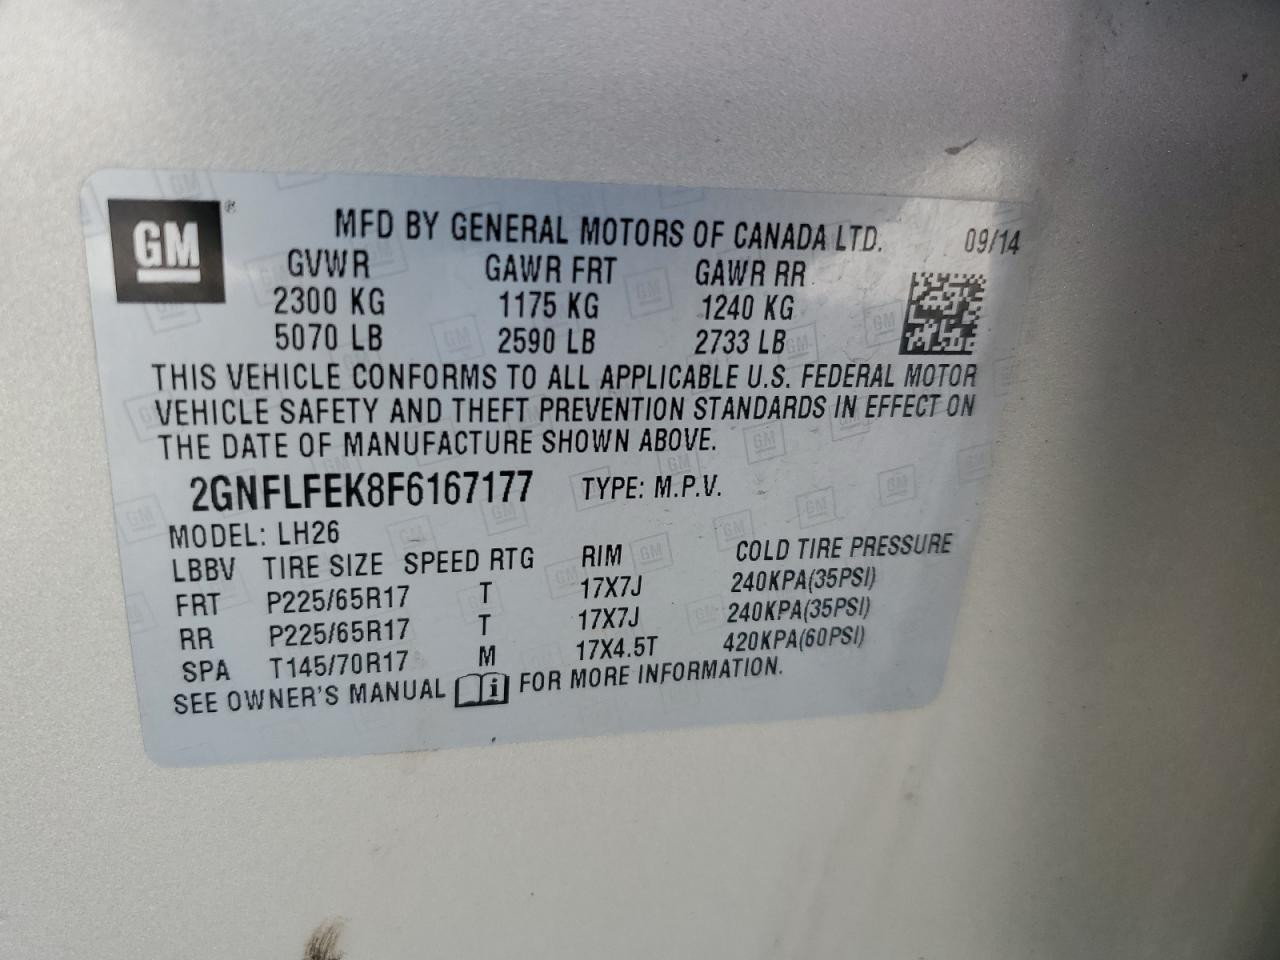 GM ®
MFD BY GENERAL MOTORS OF CANADA LTD. 09/14
GVWR GAWR FRT GAWR RR
2300 KG 1175 KG 1240 KG
5070 LB 2590 LB 2733 LB
THIS VEHICLE CONFORMS TO ALL APPLICABLE U.S. FEDERAL MOTOR
VEHICLE SAFETY AND THEFT PREVENTION STANDARDS IN EFFECT ON
THE DATE OF MANUFACTURE SHOWN ABOVE.
2GNFLFEK8F6167177 TYPE: M.P.V.
MODEL: LH26
LBBV TIRE SIZE SPEED RTG RIM COLD TIRE PRESSURE
FRT P225/65R17 T 17X7J 240KPA(35PSI)
RR P225/65R17 T 17X7J 240KPA(35PSI)
SPA T145/70R17 M 17X4.5T 420KPA(60PSI)
SEE OWNER'S MANUAL i FOR MORE INFORMATION.